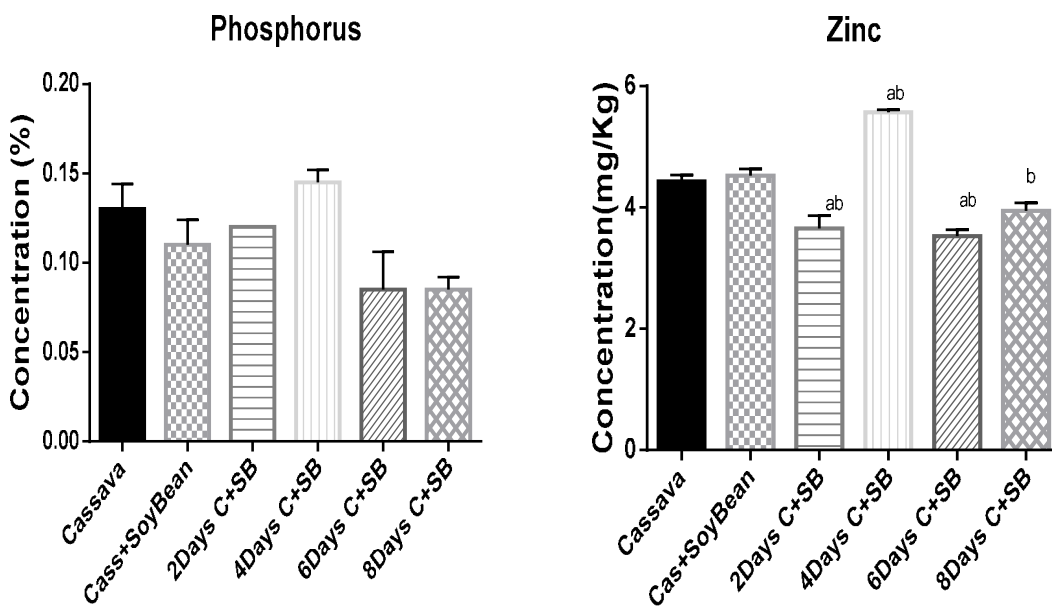 Phosphorus
Concentration (%)
0.20
0.15
0.10
0.05
0.00
Cassava
Cass+SoyBean
2Days C+SB
4Days C+SB
6Days C+SB
8Days C+SB
Zinc
Concentration(mg/Kg)
6
4
2
0
ab
ab
ab
b
Cassava
Cas+SoyBean
2Days C+SB
4Days C+SB
6Days C+SB
8Days C+SB